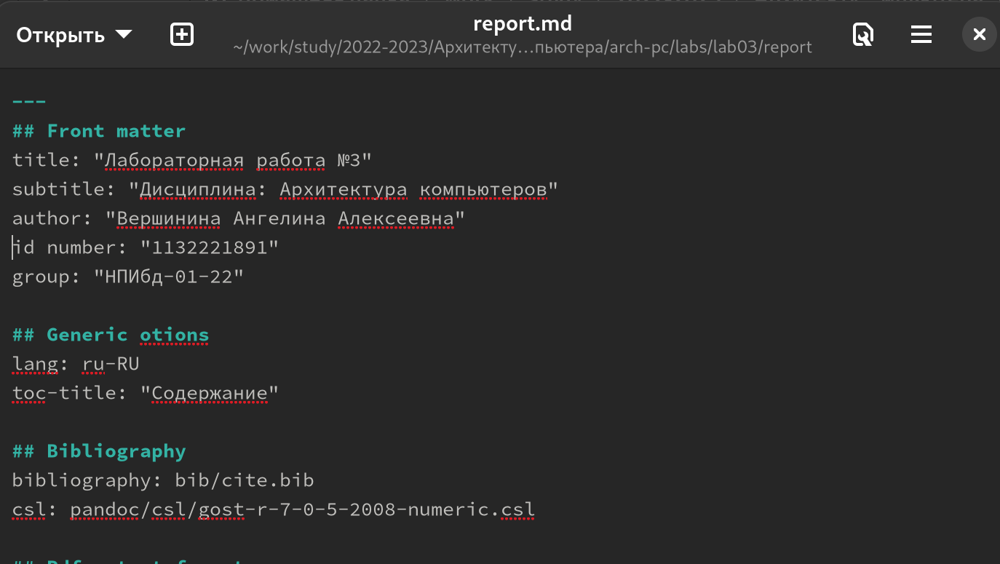 Открыть
report.md
~/work/study/2022-2023/Архитекту...пьютера/arch-pc/labs/lab03/report
---
## Front matter
title: "Лабораторная работа №3"
subtitle: "Дисциплина: Архитектура компьютеров"
author: "Вершинина Ангелина Алексеевна"
id number: "1132221891"
group: "НПИбд-01-22"
## Generic otions
lang: ru-RU
toc-title: "Содержание"
## Bibliography
bibliography: bib/cite.bib
csl: pandoc/csl/gost-r-7-0-5-2008-numeric.csl